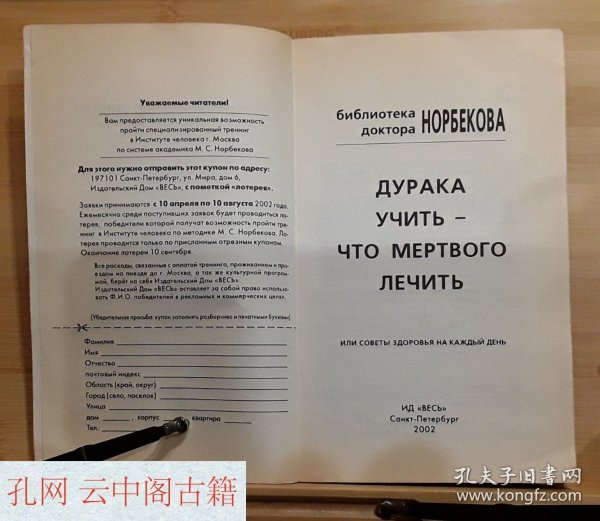 Уважаемые читатели!
Вам предоставляется уникальная возможность
пройти специализированный тренинг
в Институте человека г. Москва
по системе академика М. С. Норбекова
Для этого нужно отправить этот купон по адресу:
197101 Санкт-Петербург, ул. Мира, дом 6,
Издательский Дом «ВЕСЬ», с пометкой «лотерея».
Заявки принимаются с 10 апреля по 10 августа 2002 года.
Ежемесячно среди поступивших заявок будет проводиться ло-
терея, победители которой получат возможность пройти тре-
нинг в Институте человека по методике М. С. Норбекова. Ло-
терея проводится только по присланным отрезным купонам.
Окончание лотереи 10 сентября.
Все расходы, связанные с оплатой тренинга, проживанием и про-
ездом на поезде до г. Москва, а так же культурной програм-
мой, берёт на себя Издательский Дом «ВЕСЬ».
Издательский Дом «ВЕСЬ» оставляет за собой право использо-
вать Ф.И.О. победителей в рекламных и коммерческих целях.
(Убедительная просьба: купон заполнять разборчиво и печатными буквами)
Фамилия
Имя
Отчество
почтовый индекс
Область (край, округ)
Город (село, поселок)
Улица
дом , корпус , квартира
Тел.:
библиотека
доктора НОРБЕКОВА
ДУРАКА
УЧИТЬ –
ЧТО МЕРТВОГО
ЛЕЧИТЬ
ИЛИ СОВЕТЫ ЗДОРОВЬЯ НА КАЖДЫЙ ДЕНЬ
ИД «ВЕСЬ»
Санкт-Петербург
2002
孔网 云中阁古籍
孔夫子旧书网
www.kongfz.com